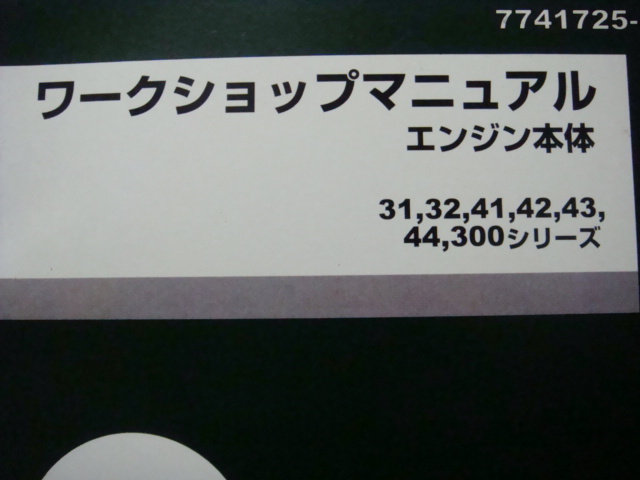 7741725-
ワークショップマニュアル
エンジン本体
31,32,41,42,43,
44,300シリーズ